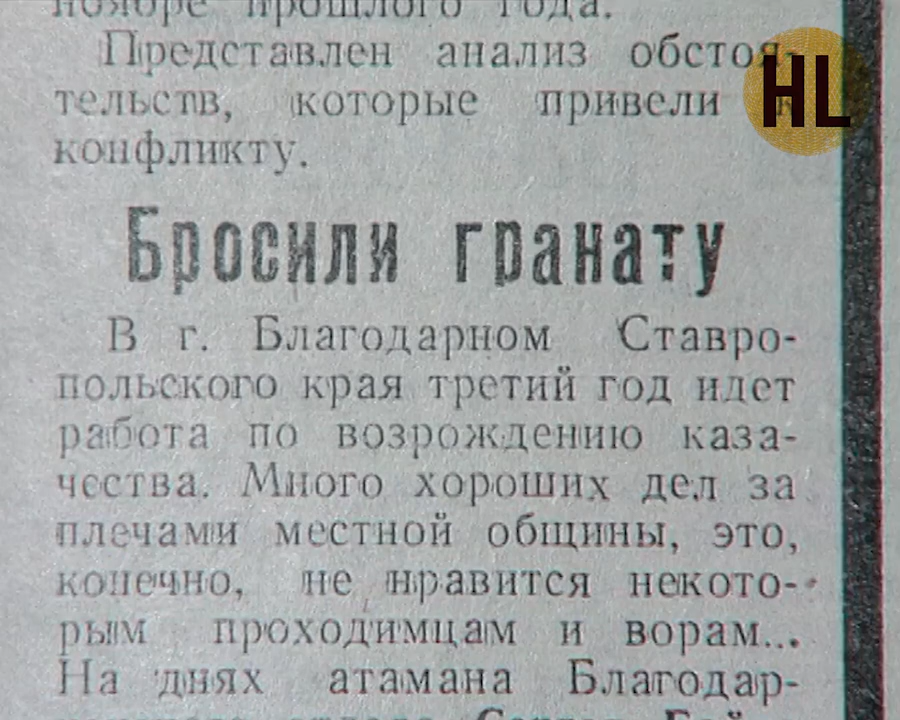 ноябре прошлого года.
Представлен анализ обстоя-
тельств, которые привели к
конфликту.
HL
Бросили гранату
В г. Благодарном Ставро-
польского края третий год идет
работа по возрождению каза-
чества. Много хороших дел за
плечами местной общины, это,
конечно, не нравится некото-
рым проходимцам и ворам...
На днях атамана Благодар-